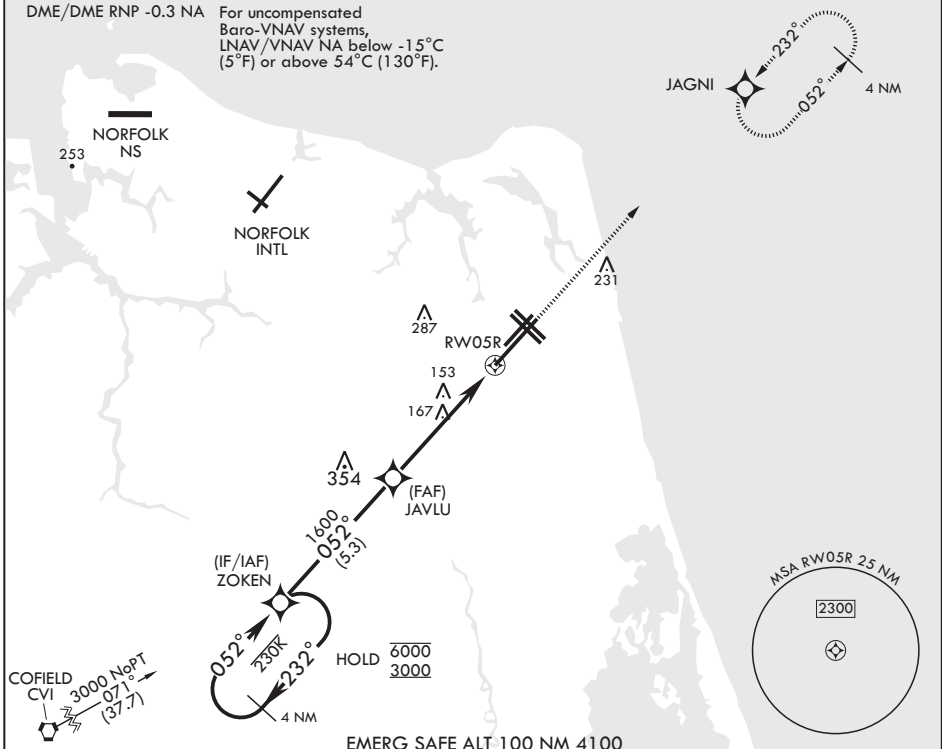 DME/DME RNP -0.3 NA
For uncompensated
Baro-VNAV systems,
LNAV/VNAV NA below -15°C
(5°F) or above 54°C (130°F).
232°
JAGNI
052°
4 NM
NORFOLK
NS
253
NORFOLK
INTL
231
287
RW05R
153
167
354
(FAF)
JAVLU
1600
052°
(5.3)
(IF/IAF)
ZOKEN
MSA RW05R 25 NM
2300
052°
230K
232°
HOLD
6000
3000
COFIELD
CVI
3000 NoPT
071°
(37.7)
4 NM
EMERG SAFE ALT 100 NM 4100